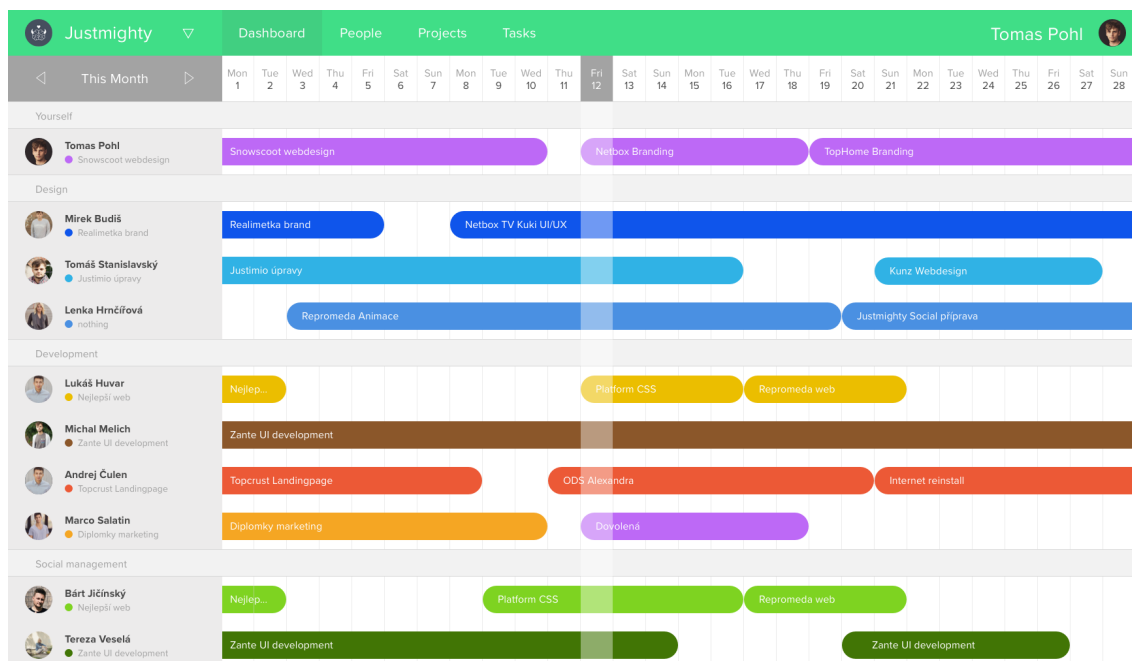 Justmighty Dashboard People Projects Tasks Tomas Pohl
This Month
Mon Tue Wed Thu Fri Sat Sun Mon Tue Wed Thu Fri Sat Sun Mon Tue Wed Thu Fri Sat Sun Mon Tue Wed Thu Fri Sat Sun
1 2 3 4 5 6 7 8 9 10 11 12 13 14 15 16 17 18 19 20 21 22 23 24 25 26 27 28
Yourself
Tomas Pohl
Snowscoot webdesign
Snowscoot webdesign Netbox Branding TopHome Branding
Design
Mirek Budiš
Realimetka brand
Realimetka brand Netbox TV Kuki UI/UX
Tomáš Stanislavský
Justimio úpravy
Justimio úpravy Kunz Webdesign
Lenka Hrnčířová
nothing
Repromeda Animace Justmighty Social příprava
Development
Lukáš Huvar
Nejlepší web
Nejlep... Platform CSS Repromeda web
Michal Melich
Zante UI development
Zante UI development
Andrej Čulen
Topcrust Landingpage
Topcrust Landingpage ODS Alexandra Internet reinstall
Marco Salatin
Diplomky marketing
Diplomky marketing Dovolená
Social management
Bárt Jičínský
Nejlepší web
Nejlep... Platform CSS Repromeda web
Tereza Veselá
Zante UI development
Zante UI development Zante UI development